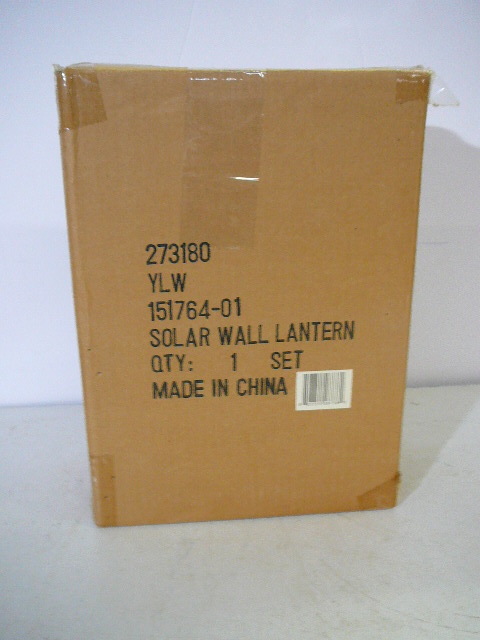 273180
YLW
151764-01
SOLAR WALL LANTERN
QTY: 1 SET
MADE IN CHINA